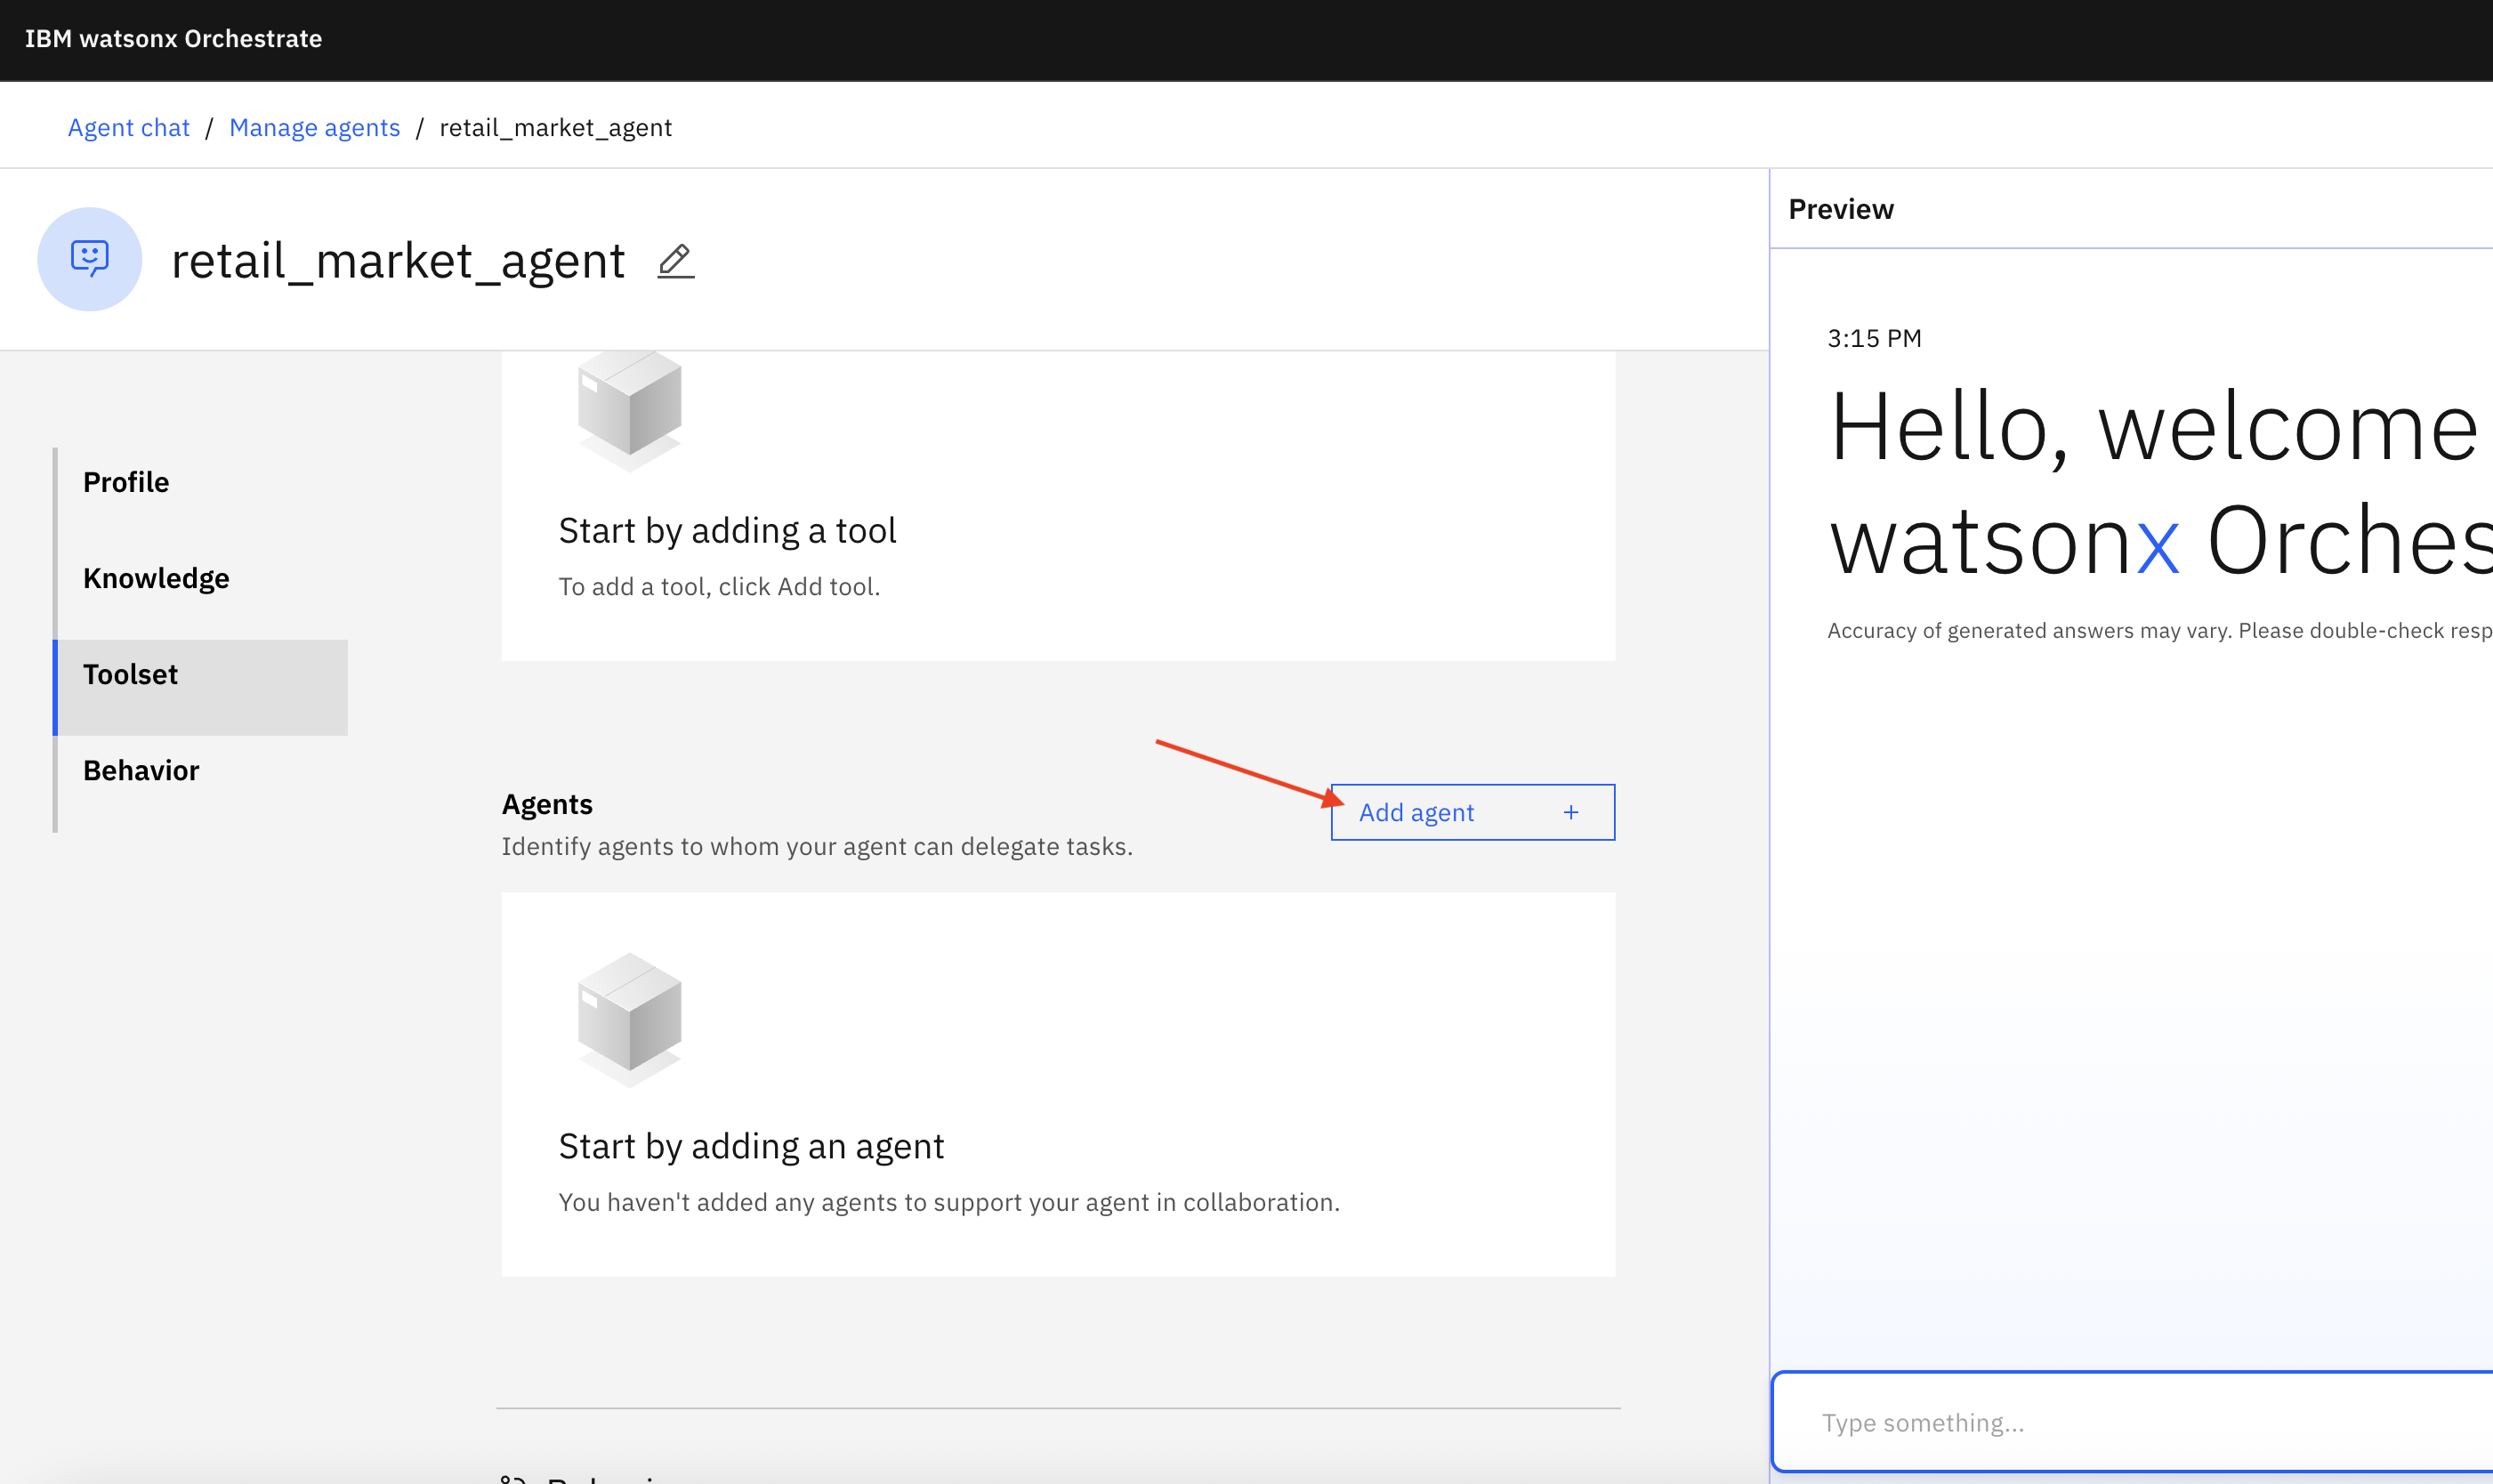 IBM watsonx Orchestrate
Agent chat / Manage agents / retail_market_agent
retail_market_agent
Profile
Knowledge
Toolset
Behavior
Start by adding a tool
To add a tool, click Add tool.
Agents
Identify agents to whom your agent can delegate tasks.
Add agent +
Start by adding an agent
You haven't added any agents to support your agent in collaboration.
Preview
3:15 PM
Hello, welcome
watsonx Orches
Accuracy of generated answers may vary. Please double-check resp
Type something...